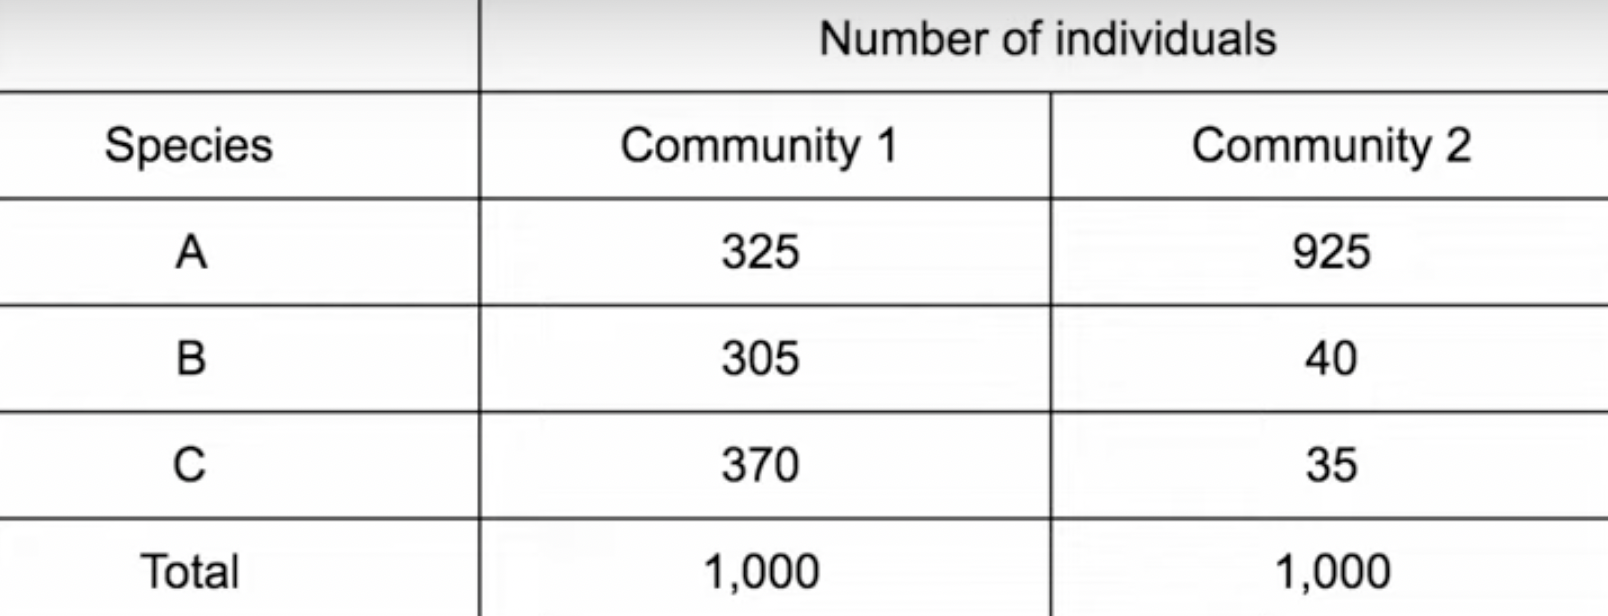 Number of individuals
Species Community 1 Community 2
A 325 925
B 305 40
C 370 35
Total 1,000 1,000